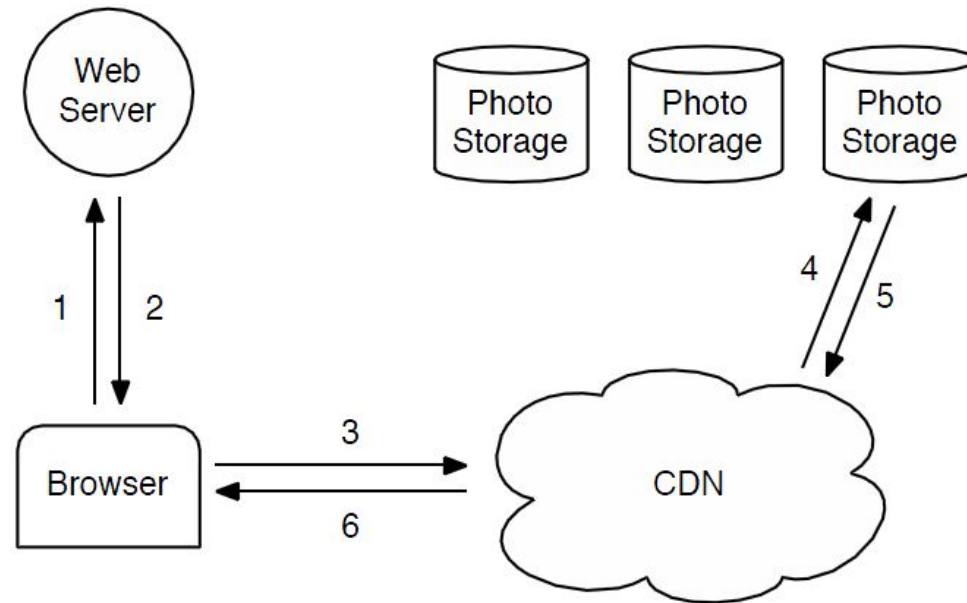 Web
Server
Photo
Storage
Photo
Storage
Photo
Storage
1
2
4
5
3
Browser
CDN
6